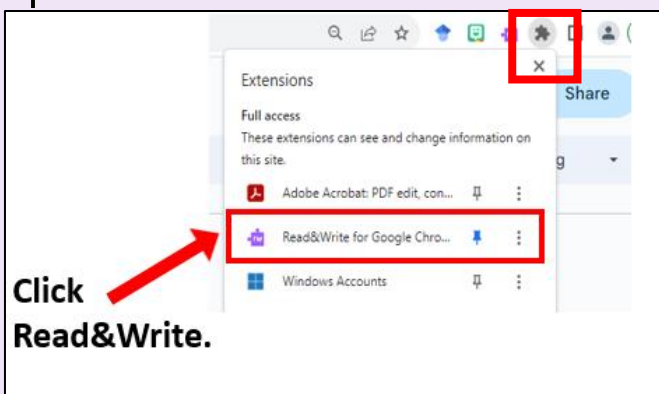 Extensions
Share
Full access
These extensions can see and change information on
this site.
g
Adobe Acrobat: PDF edit, con...
rw
Read&Write for Google Chro...
Windows Accounts
Click
Read&Write.